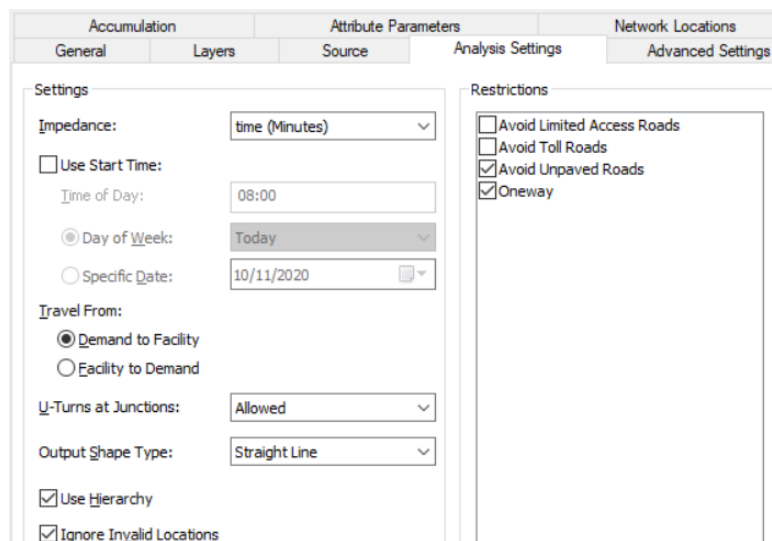 Accumulation Attribute Parameters Network Locations
General Layers Source Analysis Settings Advanced Settings
Settings
Impedance: time (Minutes)
Use Start Time:
Time of Day: 08:00
Day of Week: Today
Specific Date: 10/11/2020
Travel From:
Demand to Facility
Facility to Demand
U-Turns at Junctions: Allowed
Output Shape Type: Straight Line
Use Hierarchy
Ignore Invalid Locations
Restrictions
Avoid Limited Access Roads
Avoid Toll Roads
Avoid Unpaved Roads
Oneway